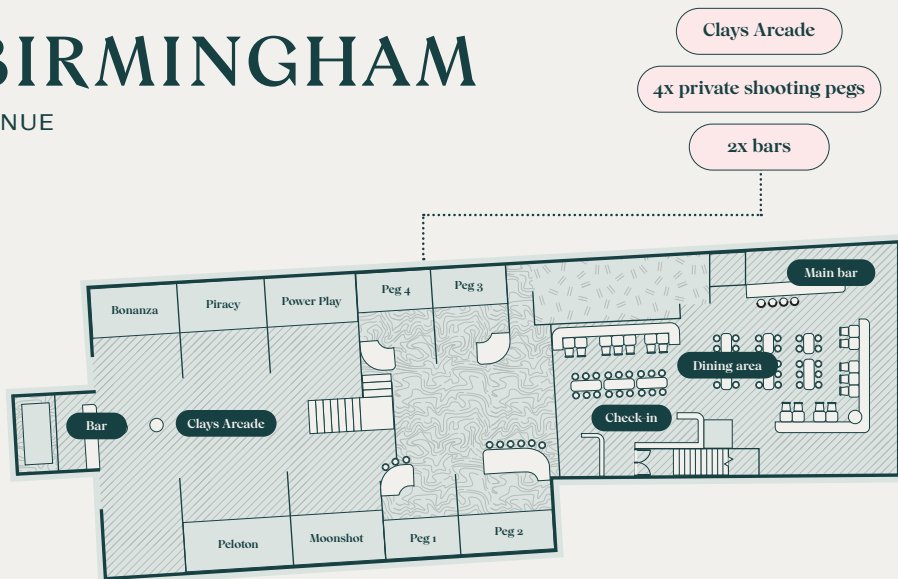 BIRMINGHAM
NUE
Clays Arcade
4x private shooting pegs
2x bars
Main bar
Peg 4
Peg 3
Bonanza
Piracy
Power Play
Dining area
Check-in
Bar
Clays Arcade
Peloton
Moonshot
Peg 1
Peg 2